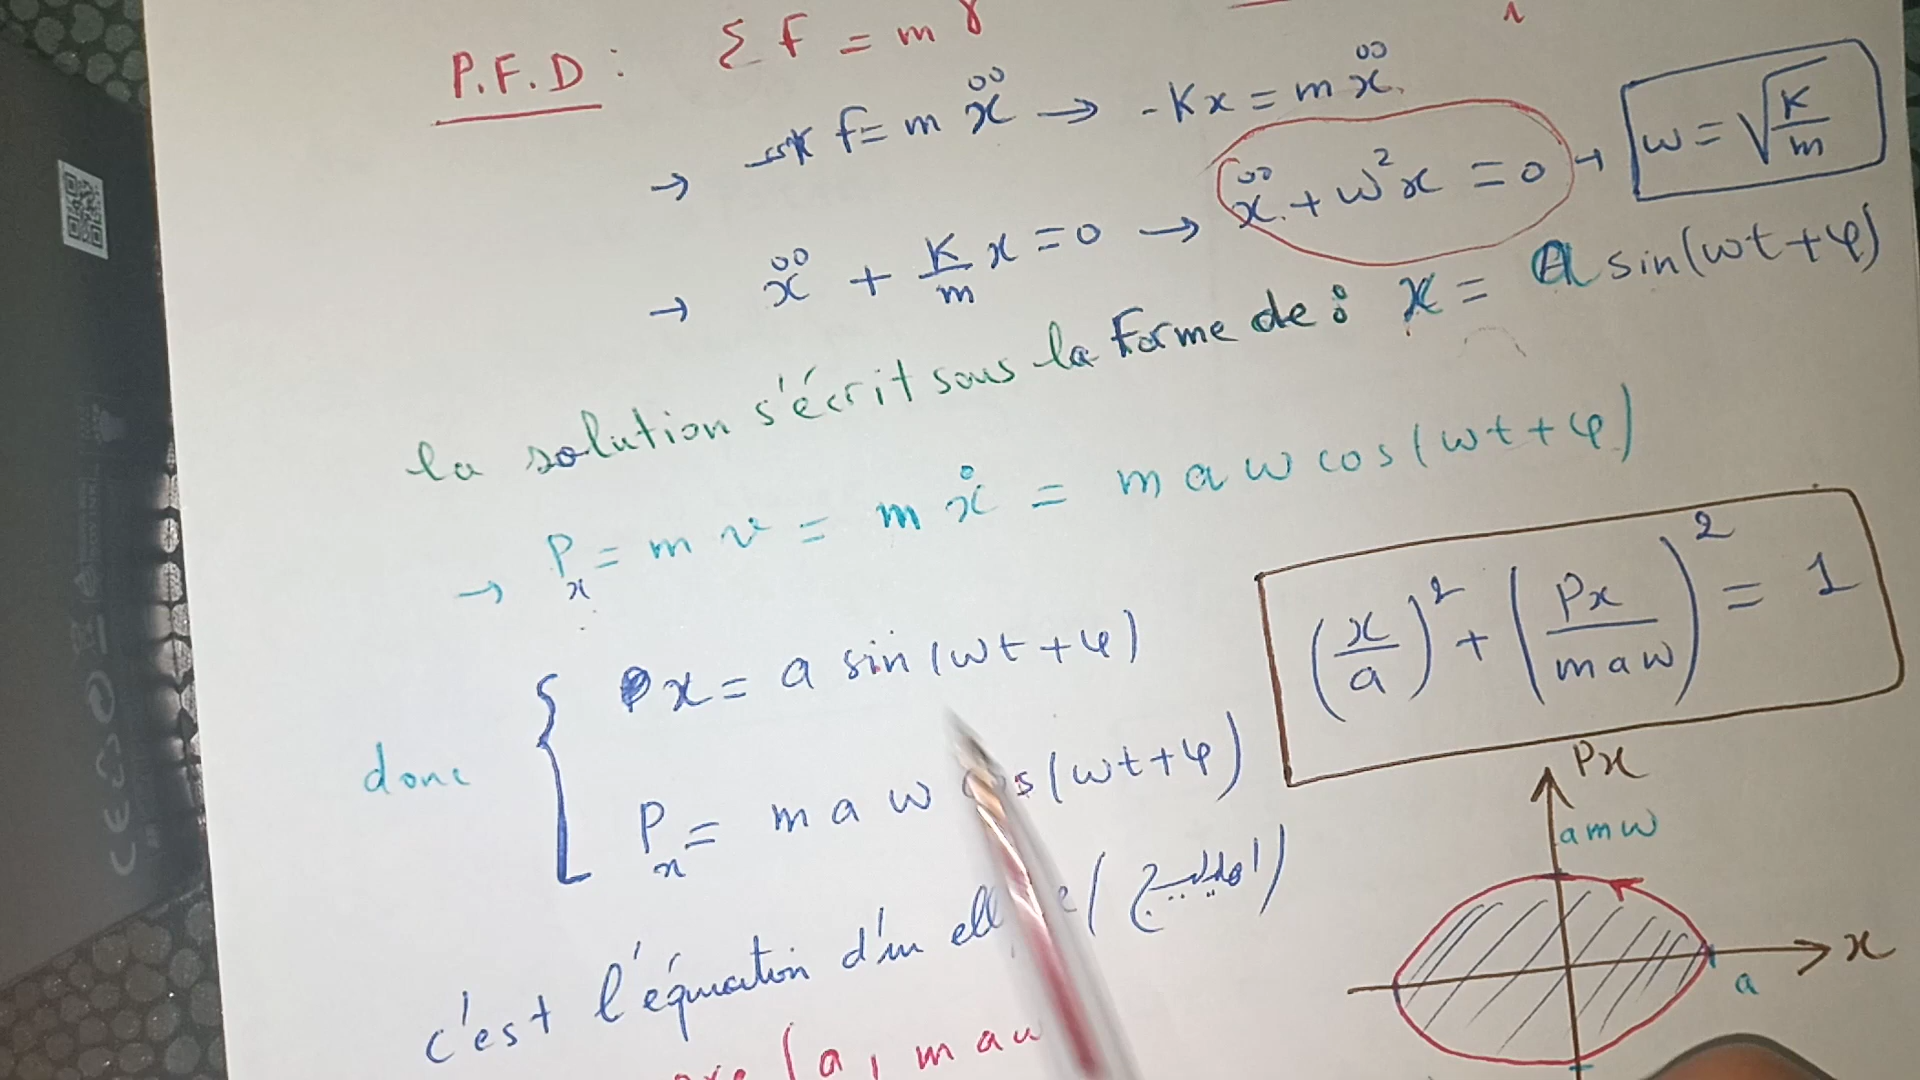 P.F.D : Σ F = m γ
→ f = m ẍ → -Kx = m ẍ
→ ẍ + K/m x = 0 → ẍ + ω²x = 0 → ω = √(K/m)
la solution s'écrit sous la forme de : x = a sin(ωt+φ)
→ Px = m v = m ẋ = m a ω cos(ωt+φ)
donc { x = a sin(ωt+φ)
Px = m a ω cos(ωt+φ)
(x/a)² + (Px/maω)² = 1
c'est l'équation d'un (اهليليج)
(a, m a ω
Px
amω
x
a